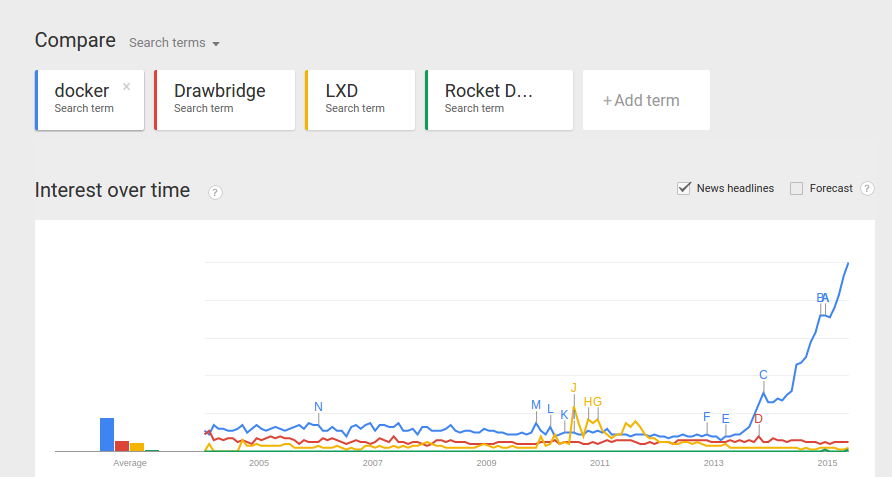 Compare Search terms
docker × Drawbridge LXD Rocket D... + Add term
Search term Search term Search term Search term
Interest over time ? News headlines Forecast ?
B A
C
J
M L K H G
N
F E D
Average 2005 2007 2009 2011 2013 2015